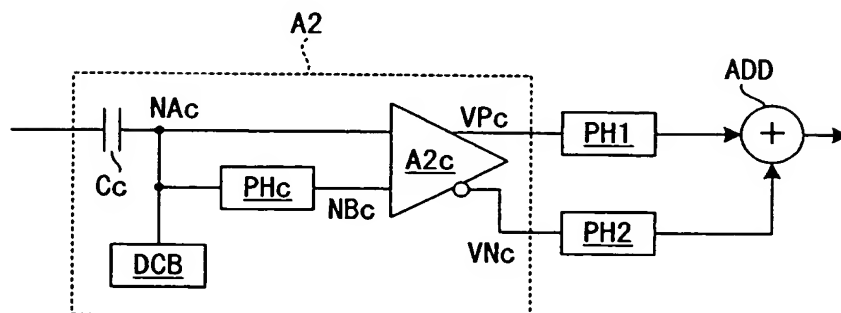 A2
ADD
NAc
VPc
PH1
+
Cc
A2c
PHc
NBc
VNc
PH2
DCB